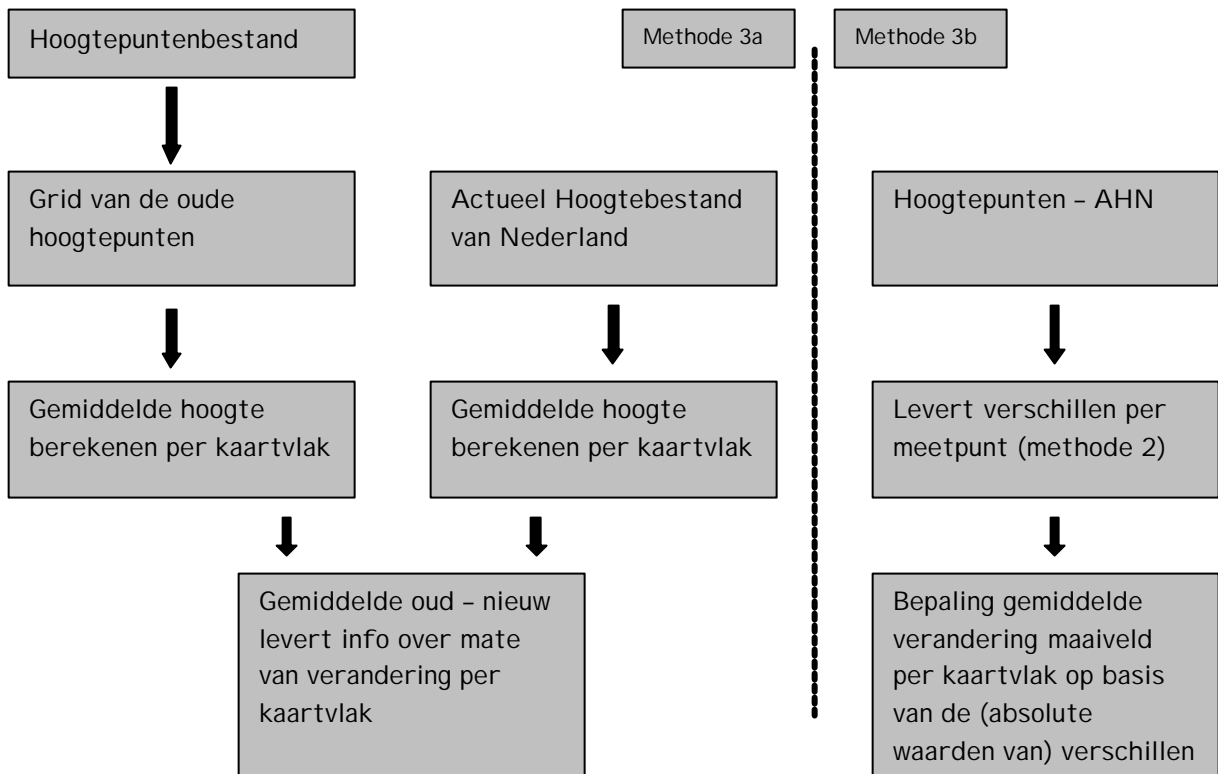 Hoogtepuntenbestand
Methode 3a
Methode 3b
Grid van de oude
hoogtepunten
Actueel Hoogtebestand
van Nederland
Hoogtepunten – AHN
Gemiddelde hoogte
berekenen per kaartvlak
Gemiddelde hoogte
berekenen per kaartvlak
Levert verschillen per
meetpunt (methode 2)
Gemiddelde oud – nieuw
levert info over mate
van verandering per
kaartvlak
Bepaling gemiddelde
verandering maaiveld
per kaartvlak op basis
van de (absolute
waarden van) verschillen